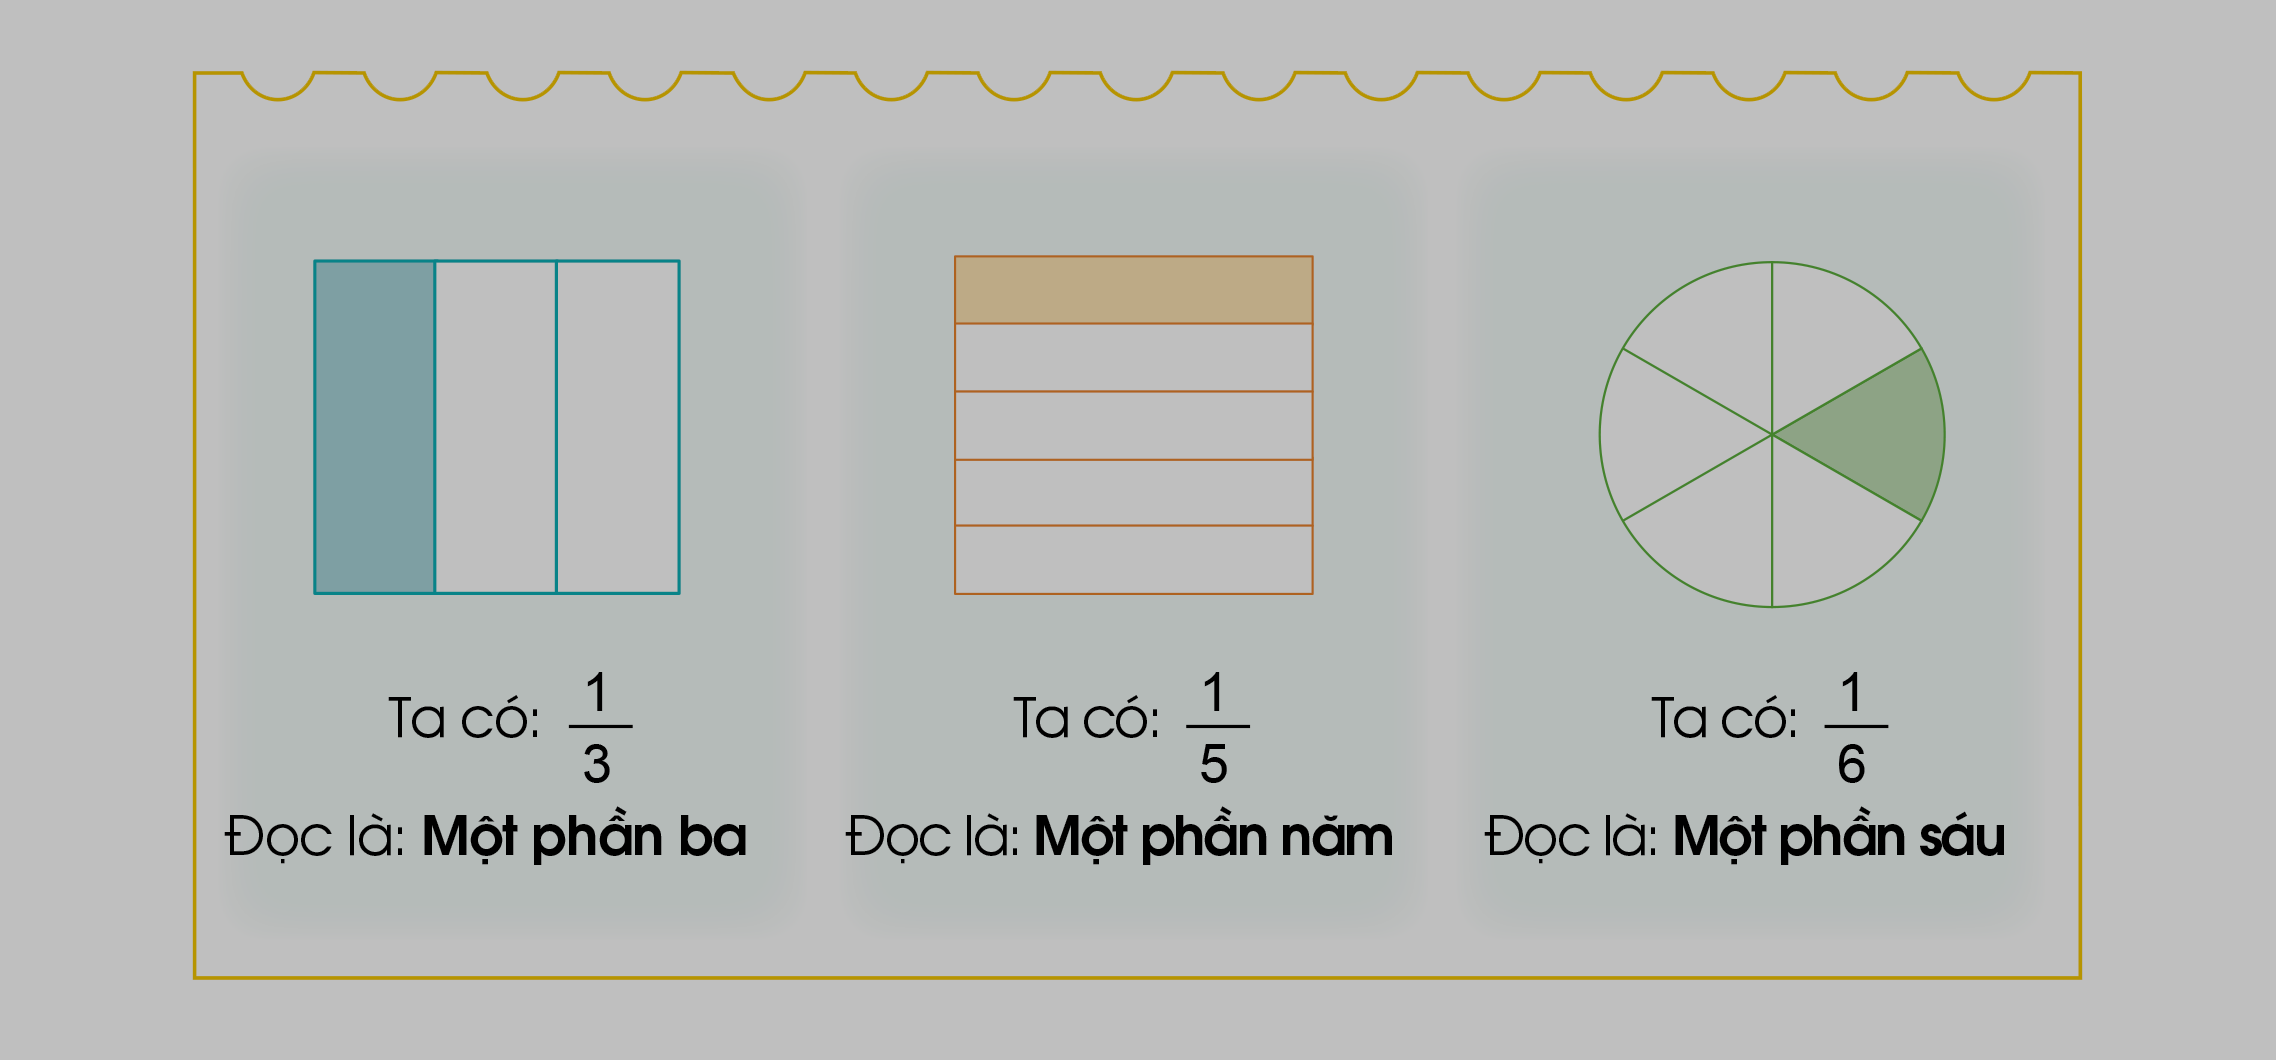 Ta có: 1/3
Đọc là: Một phần ba
Ta có: 1/5
Đọc là: Một phần năm
Ta có: 1/6
Đọc là: Một phần sáu